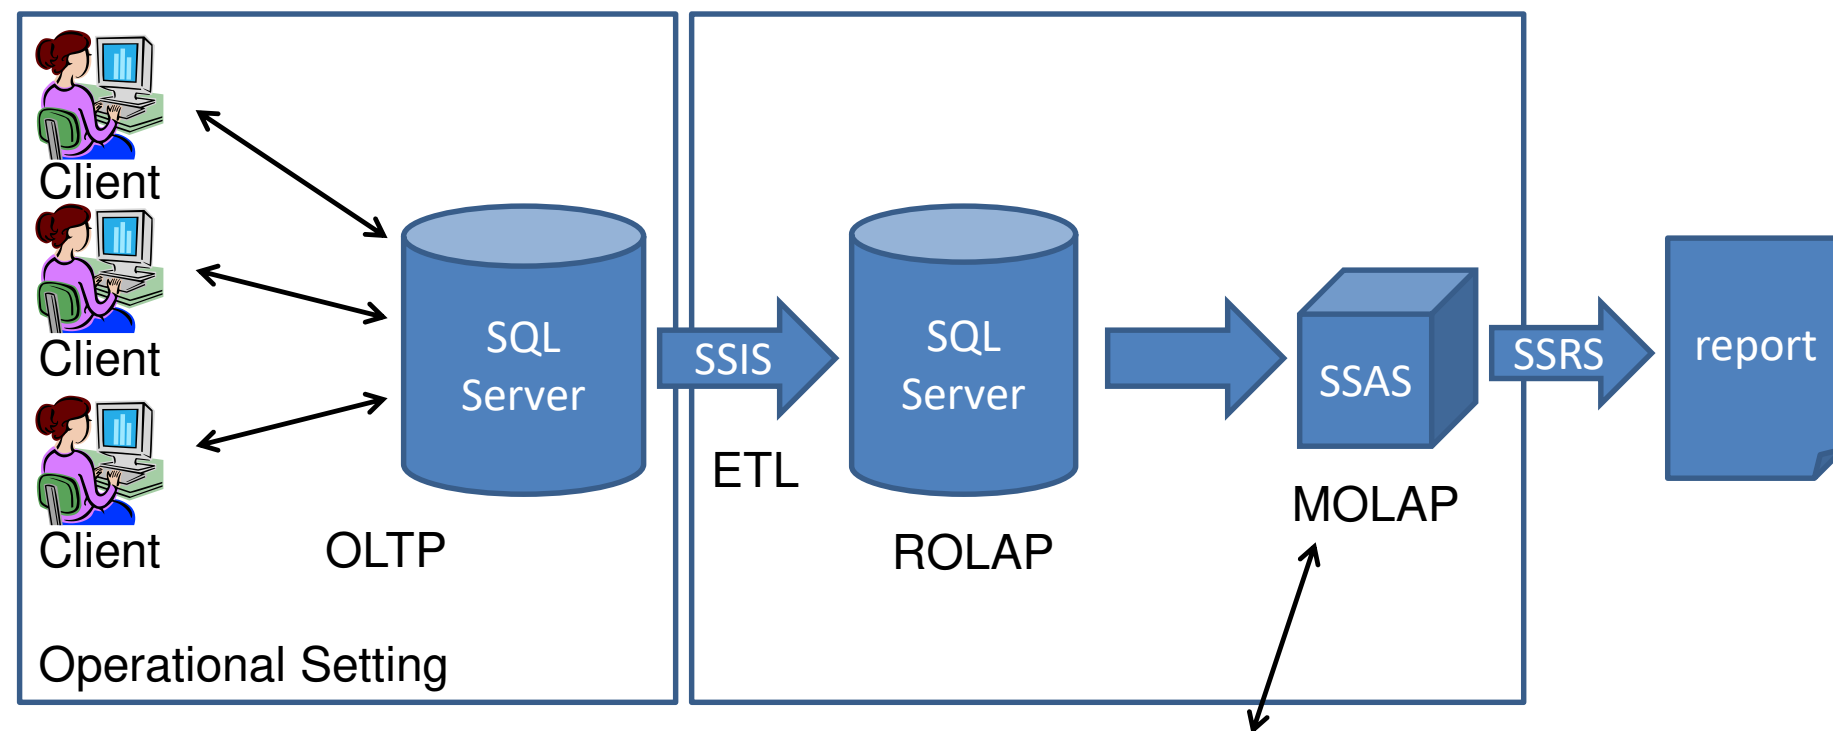 Client
Client
Client
OLTP
Operational Setting
SQL
Server
SSIS
ETL
SQL
Server
ROLAP
SSAS
MOLAP
SSRS
report